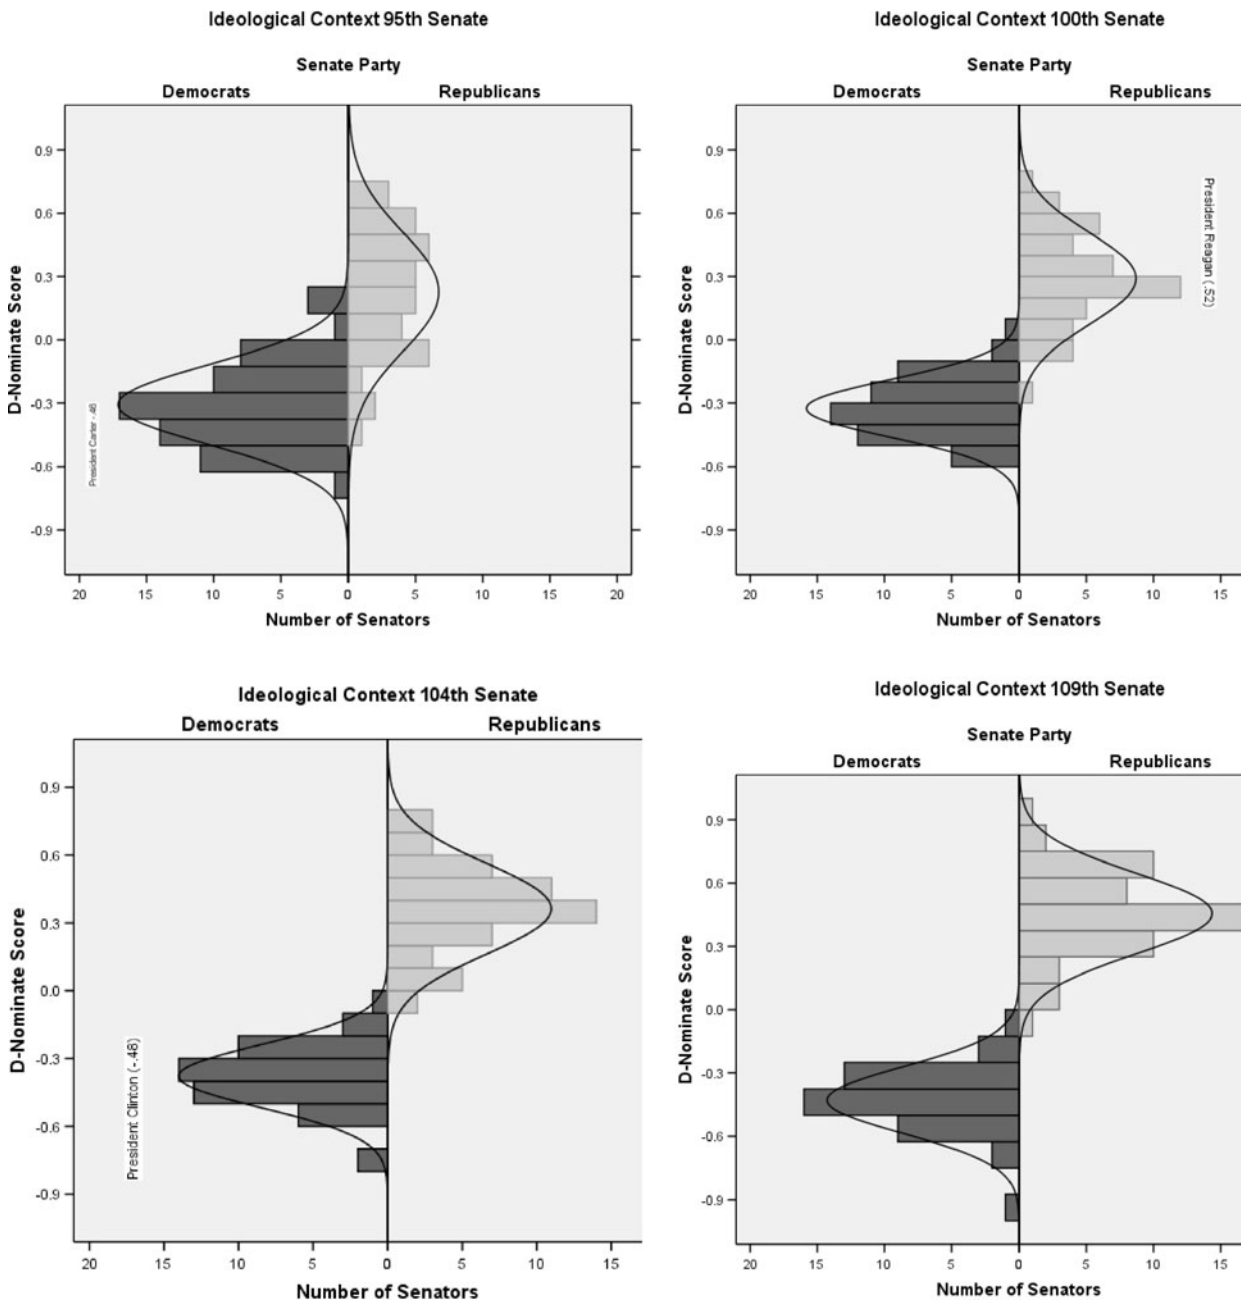 Ideological Context 95th Senate
Senate Party
Democrats Republicans
D-Nominate Score
0.9
0.6
0.3
0.0
-0.3
-0.6
-0.9
President Carter -.46
20 15 10 5 0 5 10 15 20
Number of Senators
Ideological Context 100th Senate
Senate Party
Democrats Republicans
D-Nominate Score
0.9
0.6
0.3
0.0
-0.3
-0.6
-0.9
President Reagan (.52)
20 15 10 5 0 5 10 15
Number of Senators
Ideological Context 104th Senate
Democrats Republicans
D-Nominate Score
0.9
0.6
0.3
0.0
-0.3
-0.6
-0.9
President Clinton (-.48)
20 15 10 5 0 5 10 15
Number of Senators
Ideological Context 109th Senate
Senate Party
Democrats Republicans
D-Nominate Score
0.9
0.6
0.3
0.0
-0.3
-0.6
-0.9
20 15 10 5 0 5 10 15
Number of Senators